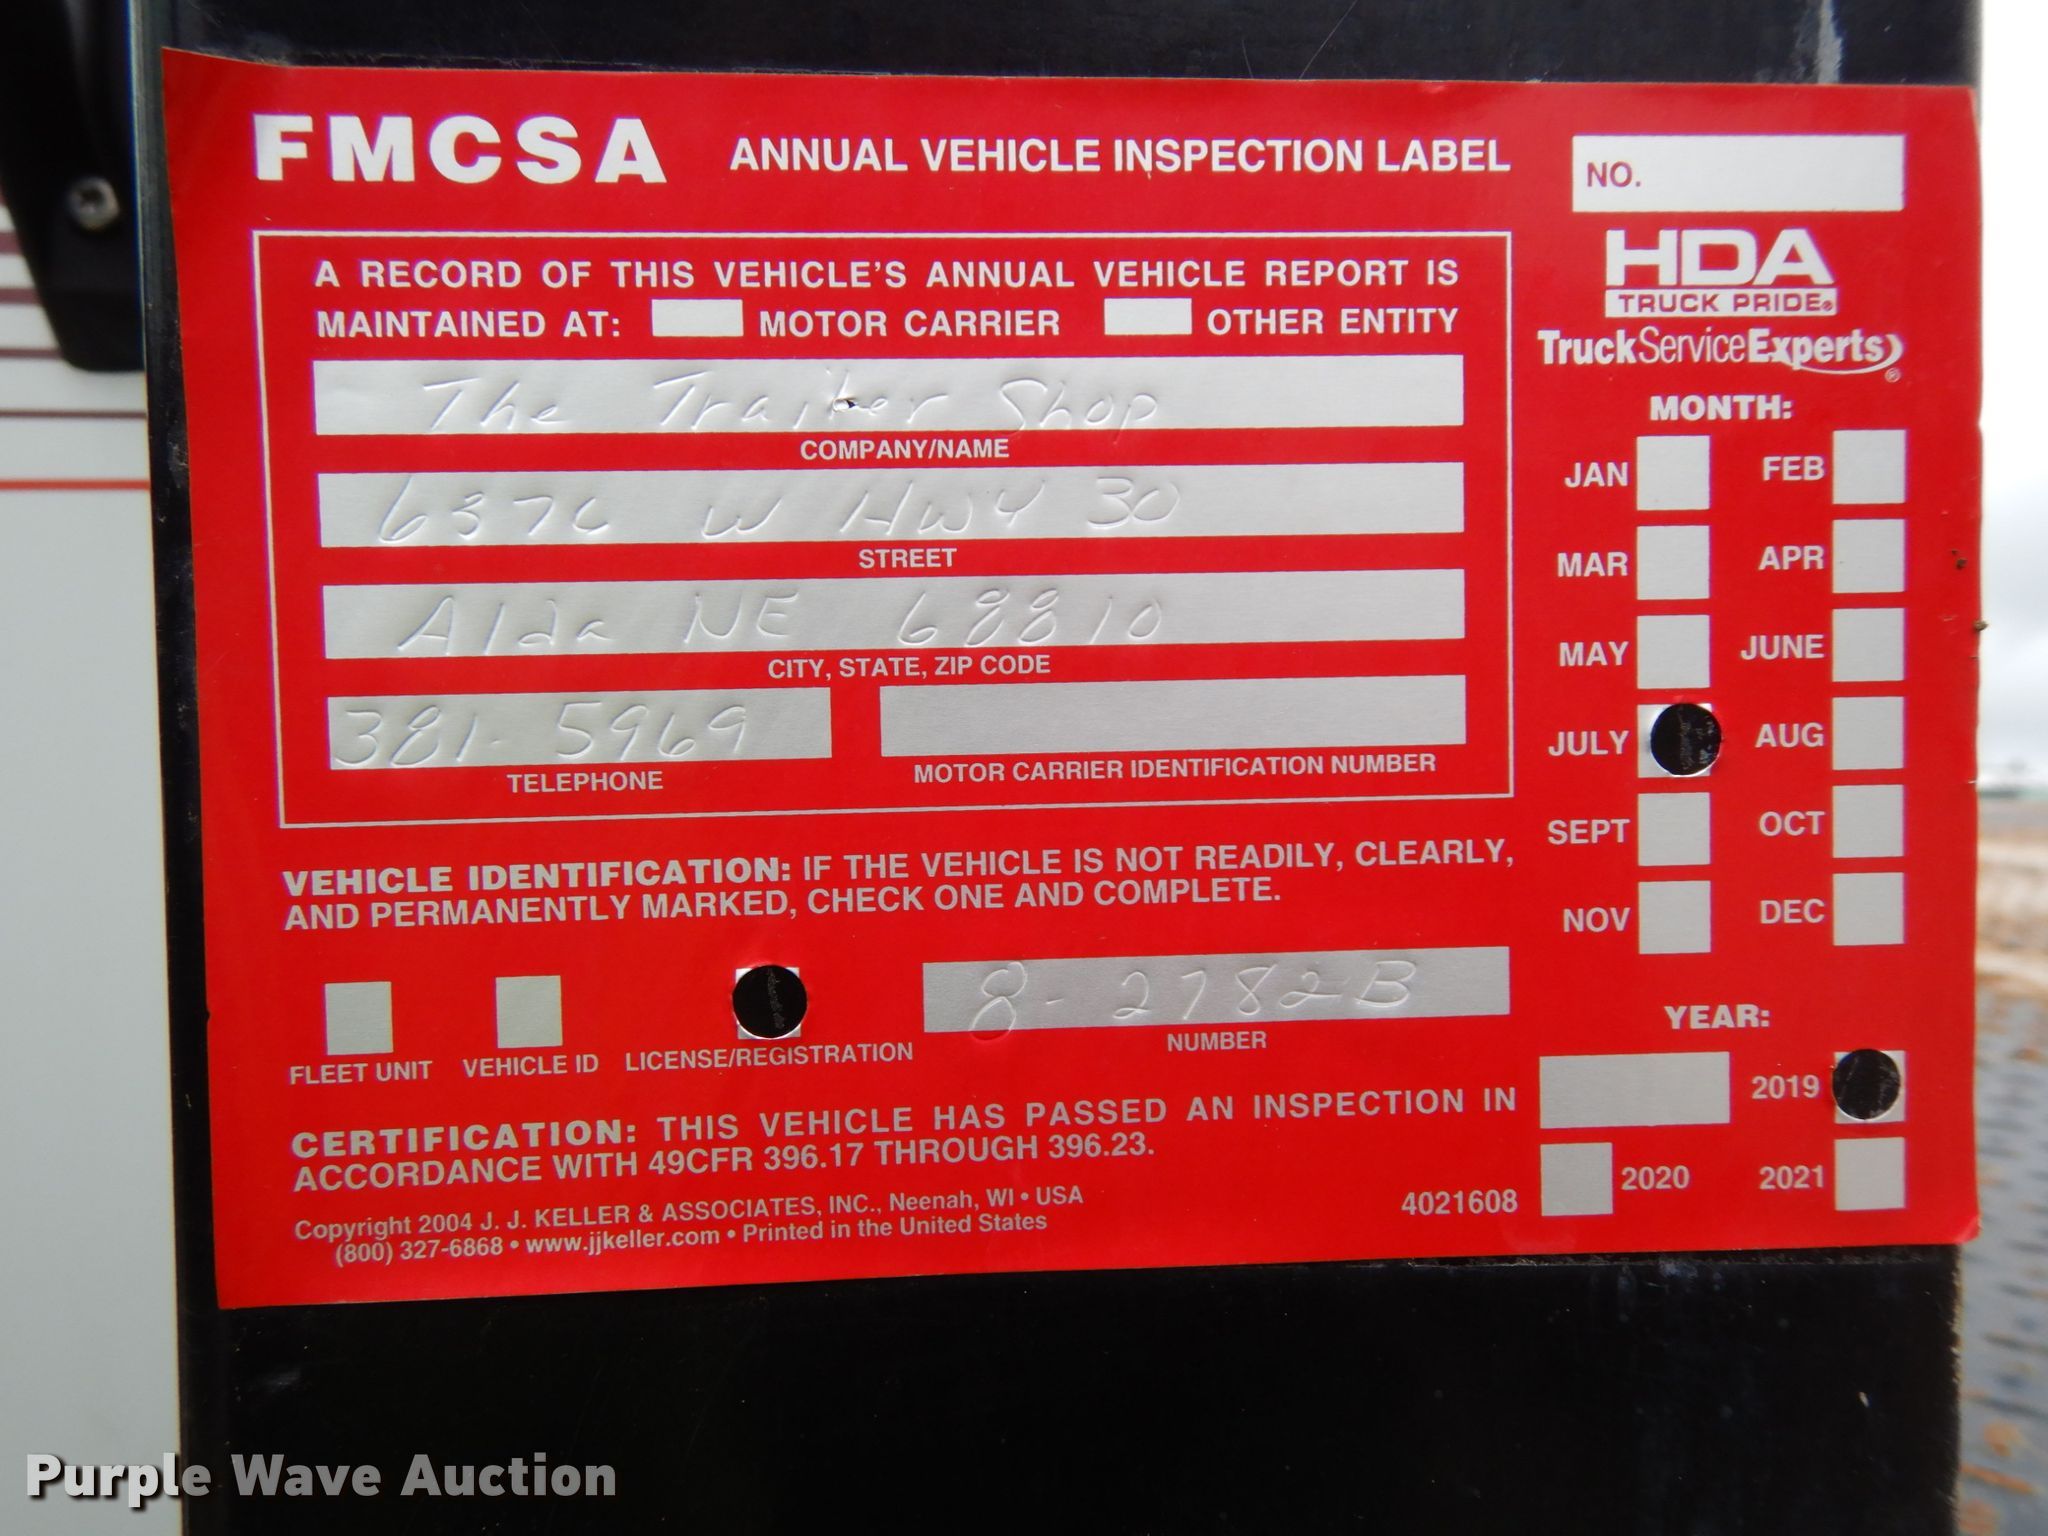 FMCSA ANNUAL VEHICLE INSPECTION LABEL
NO.
HDA
TRUCK PRIDE®
TruckServiceExperts®
A RECORD OF THIS VEHICLE'S ANNUAL VEHICLE REPORT IS
MAINTAINED AT: MOTOR CARRIER OTHER ENTITY
The Trailer Shop
COMPANY/NAME
W HWY 30
STREET
Alda NE 68810
CITY, STATE, ZIP CODE
381-5969
TELEPHONE
MOTOR CARRIER IDENTIFICATION NUMBER
VEHICLE IDENTIFICATION: IF THE VEHICLE IS NOT READILY, CLEARLY,
AND PERMANENTLY MARKED, CHECK ONE AND COMPLETE.
8-2782B
FLEET UNIT VEHICLE ID LICENSE/REGISTRATION NUMBER
CERTIFICATION: THIS VEHICLE HAS PASSED AN INSPECTION IN
ACCORDANCE WITH 49CFR 396.17 THROUGH 396.23.
Copyright 2004 J. J. KELLER & ASSOCIATES, INC., Neenah, WI • USA
(800) 327-6868 • www.jjkeller.com • Printed in the United States
4021608
MONTH:
JAN FEB
MAR APR
MAY JUNE
JULY AUG
SEPT OCT
NOV DEC
YEAR:
2019
2020 2021
Purple Wave Auction